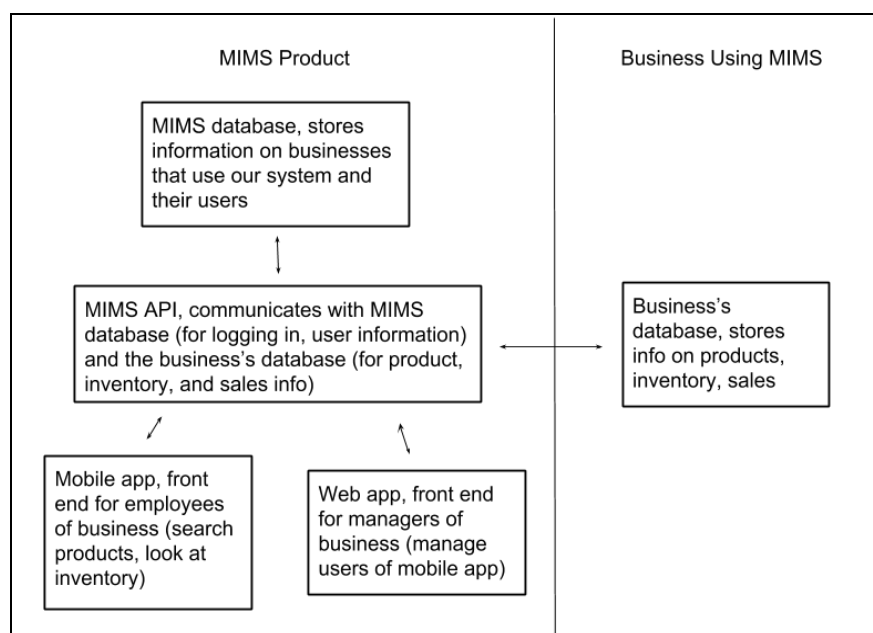 MIMS Product
Business Using MIMS
MIMS database, stores
information on businesses
that use our system and
their users
MIMS API, communicates with MIMS
database (for logging in, user information)
and the business’s database (for product,
inventory, and sales info)
Business’s
database, stores
info on products,
inventory, sales
Mobile app, front
end for employees
of business (search
products, look at
inventory)
Web app, front end
for managers of
business (manage
users of mobile app)